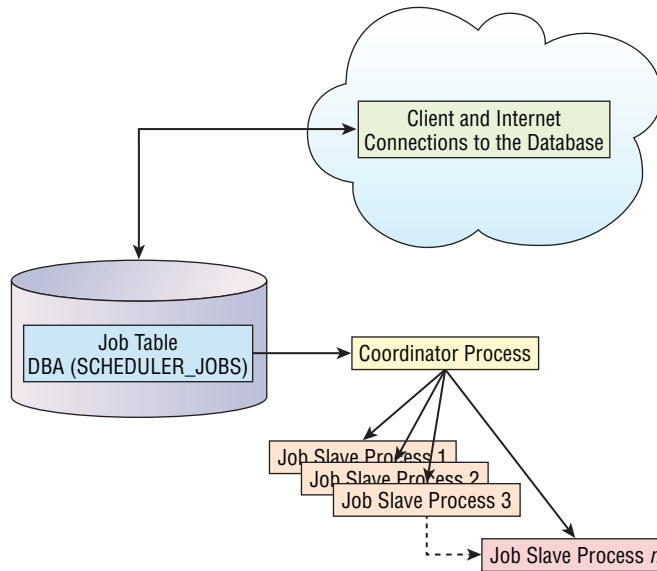 Client and Internet
Connections to the Database
Job Table
DBA (SCHEDULER_JOBS)
Coordinator Process
Job Slave Process 1
Job Slave Process 2
Job Slave Process 3
Job Slave Process n